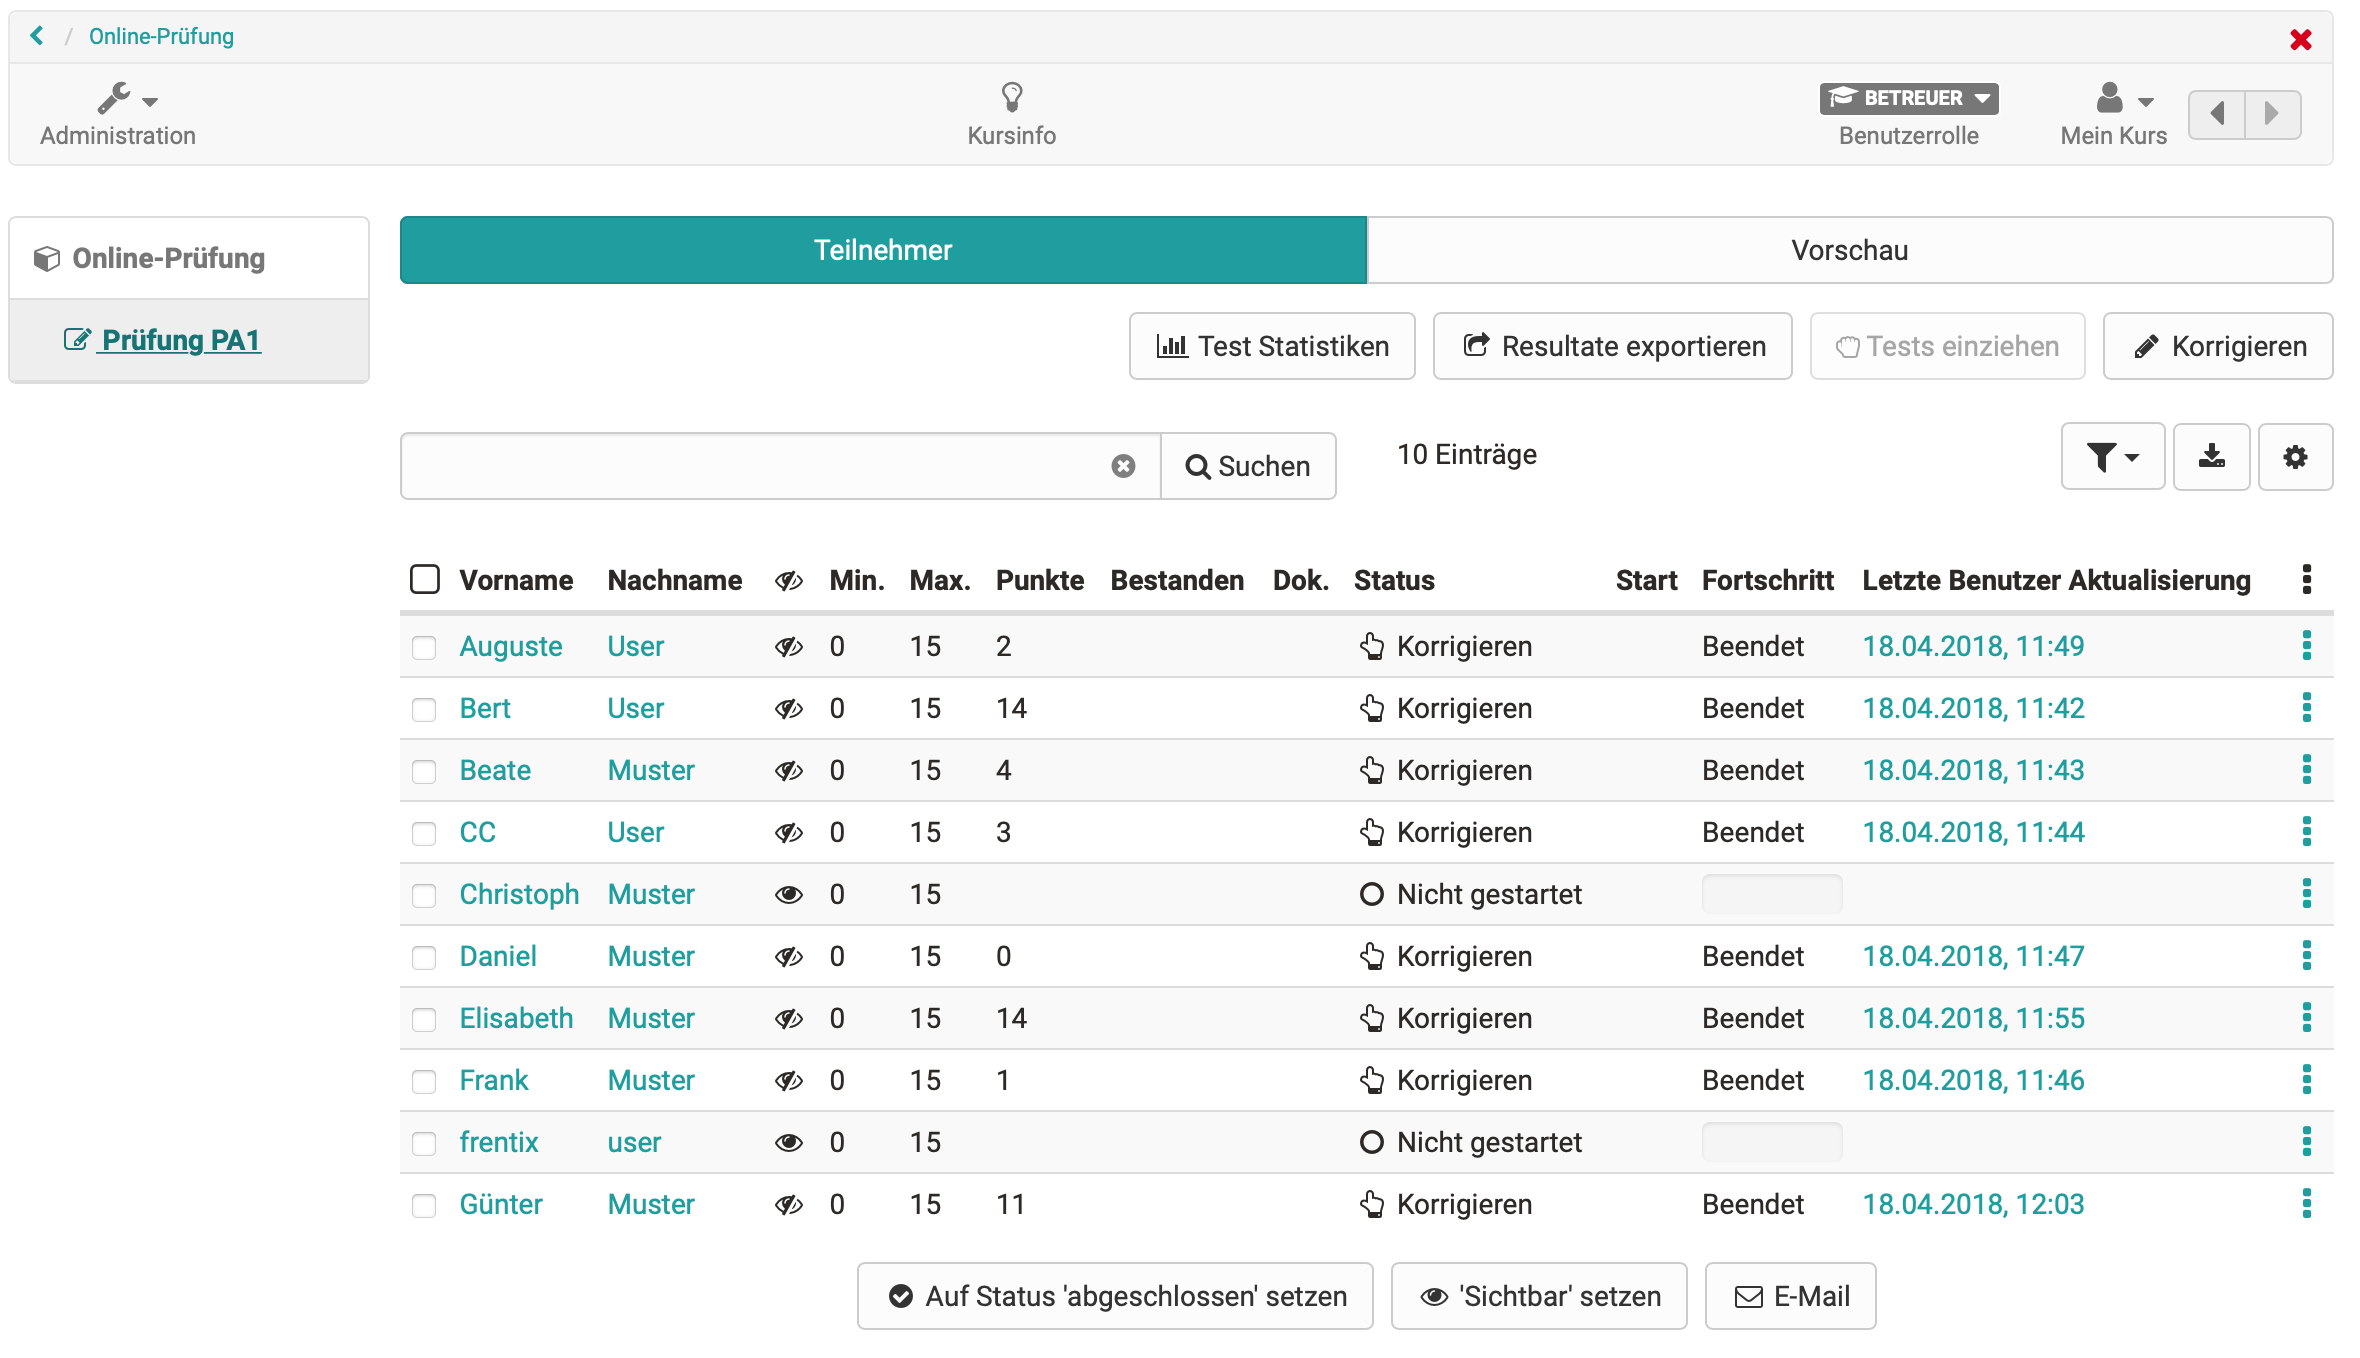 / Online-Prüfung
Administration
Kursinfo
BETREUER
Benutzerrolle
Mein Kurs
Online-Prüfung
Prüfung PA1
Teilnehmer
Vorschau
Test Statistiken
Resultate exportieren
Tests einziehen
Korrigieren
Suchen
10 Einträge
Vorname Nachname Min. Max. Punkte Bestanden Dok. Status Start Fortschritt Letzte Benutzer Aktualisierung
Auguste User 0 15 2 Korrigieren Beendet 18.04.2018, 11:49
Bert User 0 15 14 Korrigieren Beendet 18.04.2018, 11:42
Beate Muster 0 15 4 Korrigieren Beendet 18.04.2018, 11:43
CC User 0 15 3 Korrigieren Beendet 18.04.2018, 11:44
Christoph Muster 0 15 Nicht gestartet
Daniel Muster 0 15 0 Korrigieren Beendet 18.04.2018, 11:47
Elisabeth Muster 0 15 14 Korrigieren Beendet 18.04.2018, 11:55
Frank Muster 0 15 1 Korrigieren Beendet 18.04.2018, 11:46
frentix user 0 15 Nicht gestartet
Günter Muster 0 15 11 Korrigieren Beendet 18.04.2018, 12:03
Auf Status 'abgeschlossen' setzen
'Sichtbar' setzen
E-Mail